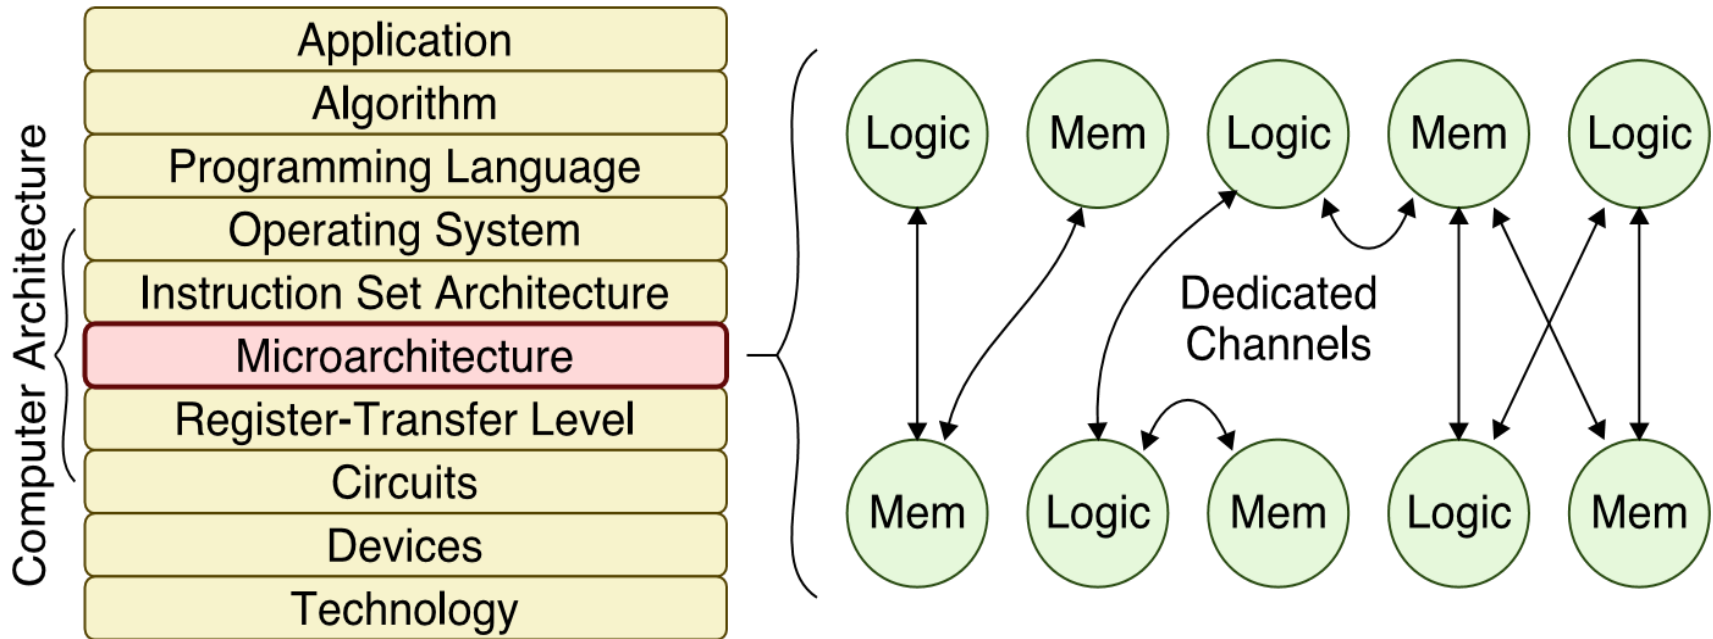 Computer Architecture
Application
Algorithm
Programming Language
Operating System
Instruction Set Architecture
Microarchitecture
Register-Transfer Level
Circuits
Devices
Technology
Logic
Mem
Logic
Mem
Logic
Dedicated
Channels
Mem
Logic
Mem
Logic
Mem